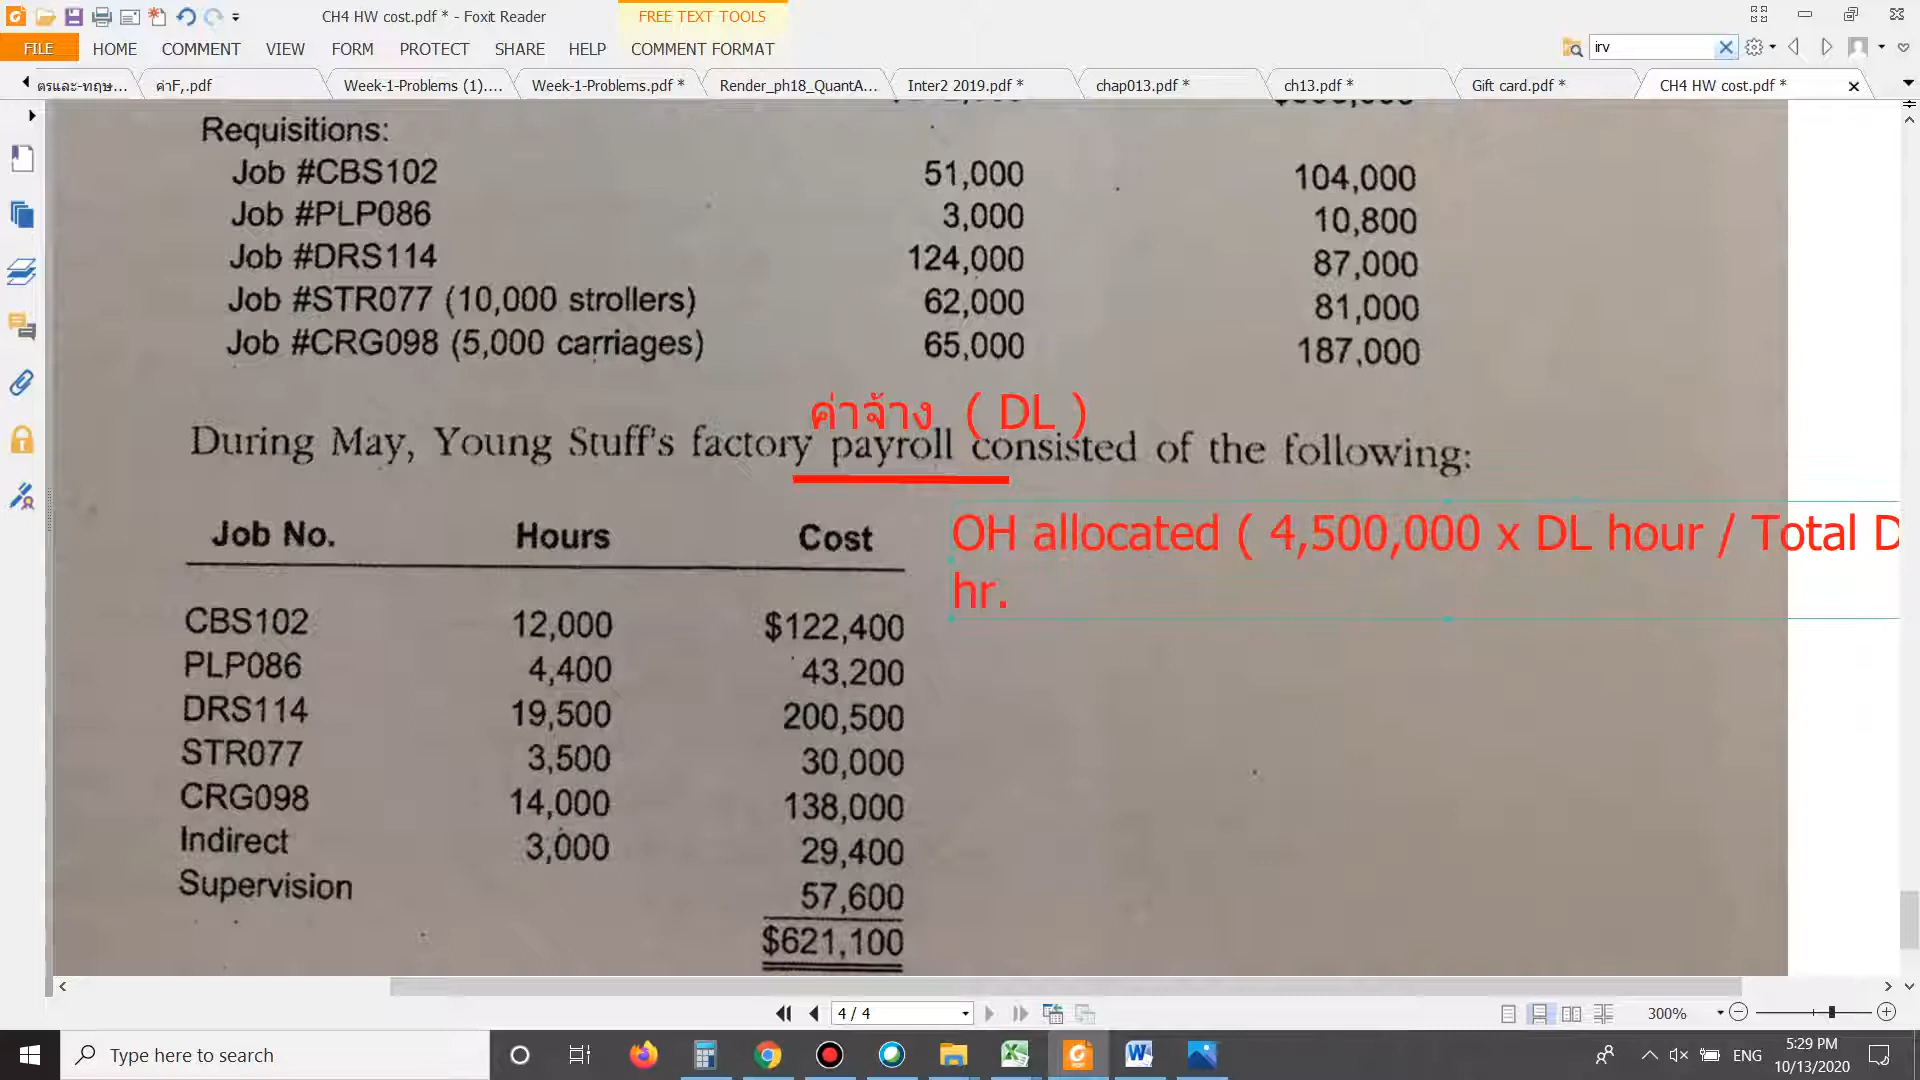 CH4 HW cost.pdf * - Foxit Reader
FREE TEXT TOOLS
FILE HOME COMMENT VIEW FORM PROTECT SHARE HELP COMMENT FORMAT
irv
ตรและ-ทฤษ... ค่าF,.pdf Week-1-Problems (1).... Week-1-Problems.pdf * Render_ph18_QuantA... Inter2 2019.pdf * chap013.pdf * ch13.pdf * Gift card.pdf * CH4 HW cost.pdf *
Requisitions:
Job #CBS102 51,000 104,000
Job #PLP086 3,000 10,800
Job #DRS114 124,000 87,000
Job #STR077 (10,000 strollers) 62,000 81,000
Job #CRG098 (5,000 carriages) 65,000 187,000
ค่าจ้าง ( DL )
During May, Young Stuff's factory payroll consisted of the following:
OH allocated ( 4,500,000 x DL hour / Total D
hr.
Job No. Hours Cost
CBS102 12,000 $122,400
PLP086 4,400 43,200
DRS114 19,500 200,500
STR077 3,500 30,000
CRG098 14,000 138,000
Indirect 3,000 29,400
Supervision 57,600
$621,100
4 / 4
300%
Type here to search
ENG
5:29 PM
10/13/2020